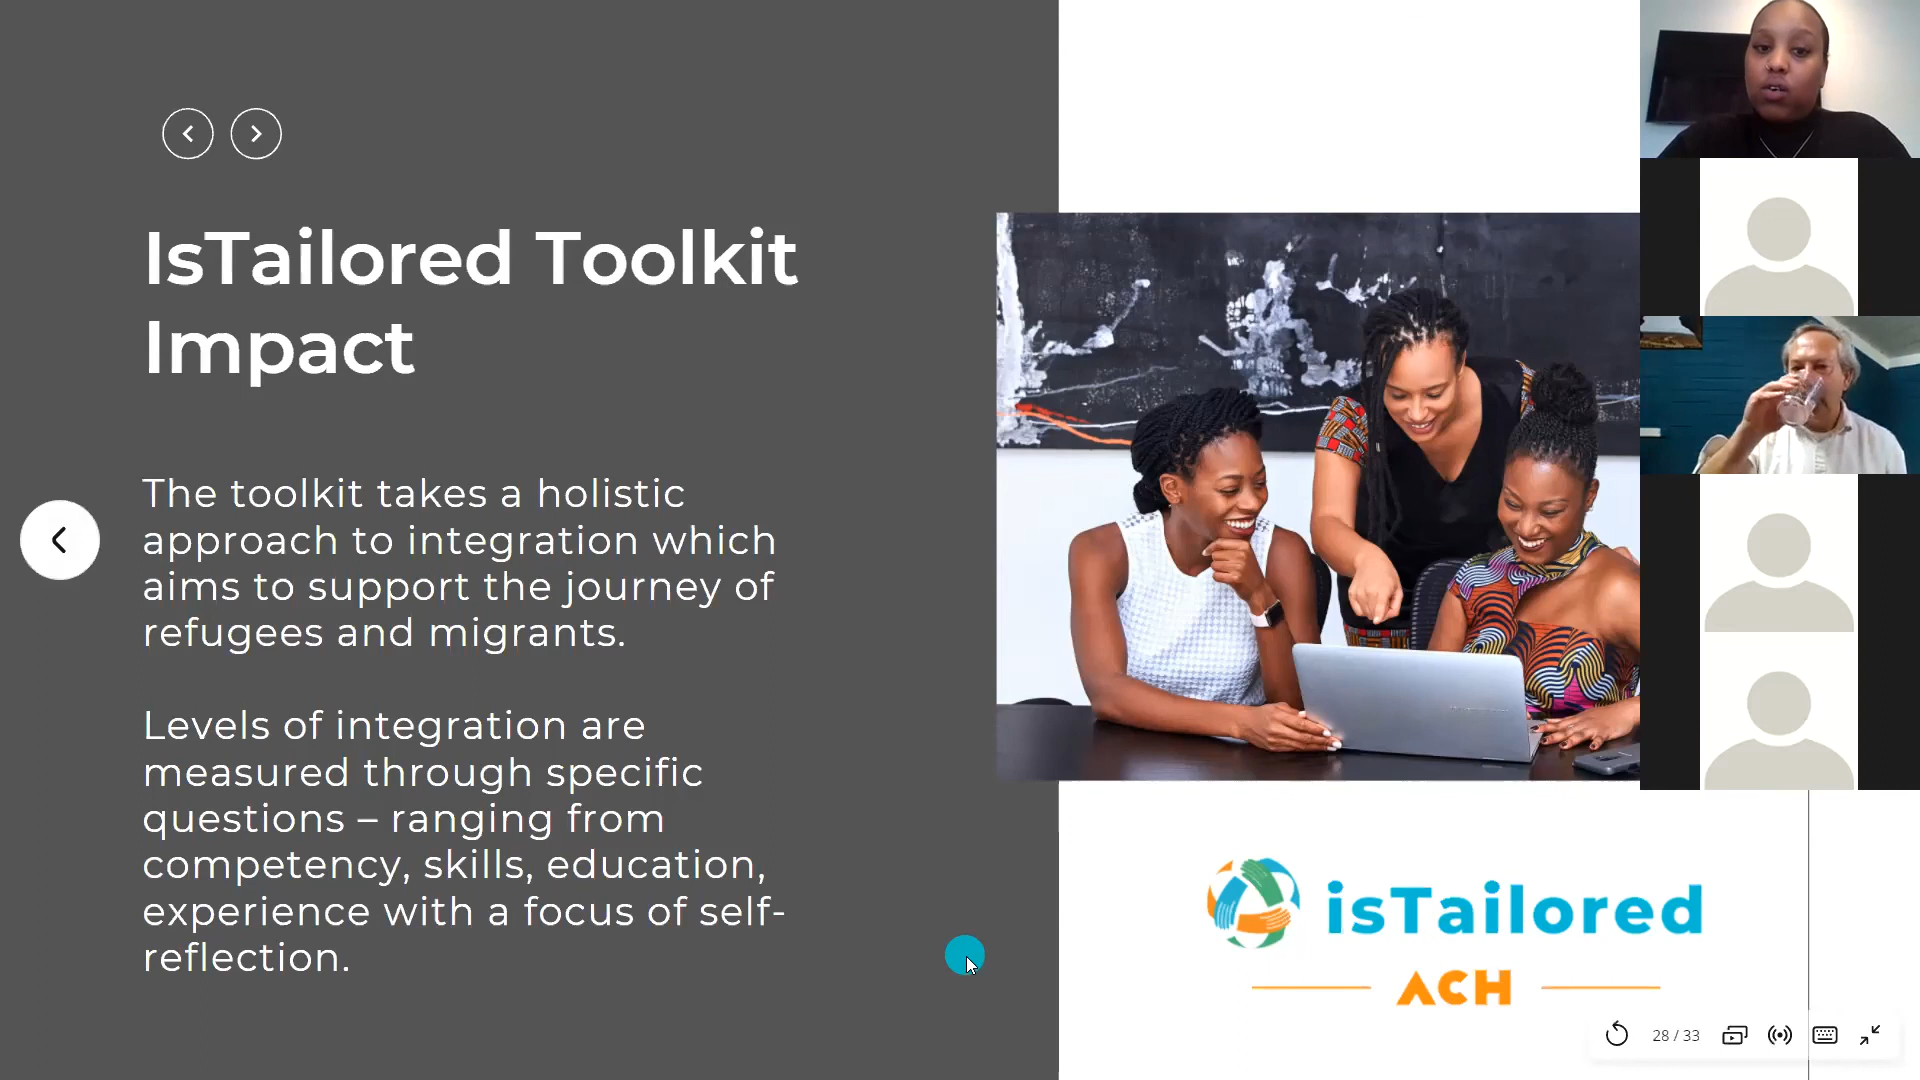 IsTailored Toolkit
Impact
The toolkit takes a holistic
approach to integration which
aims to support the journey of
refugees and migrants.
Levels of integration are
measured through specific
questions – ranging from
competency, skills, education,
experience with a focus of self-
reflection.
isTailored
ACH
28 / 33